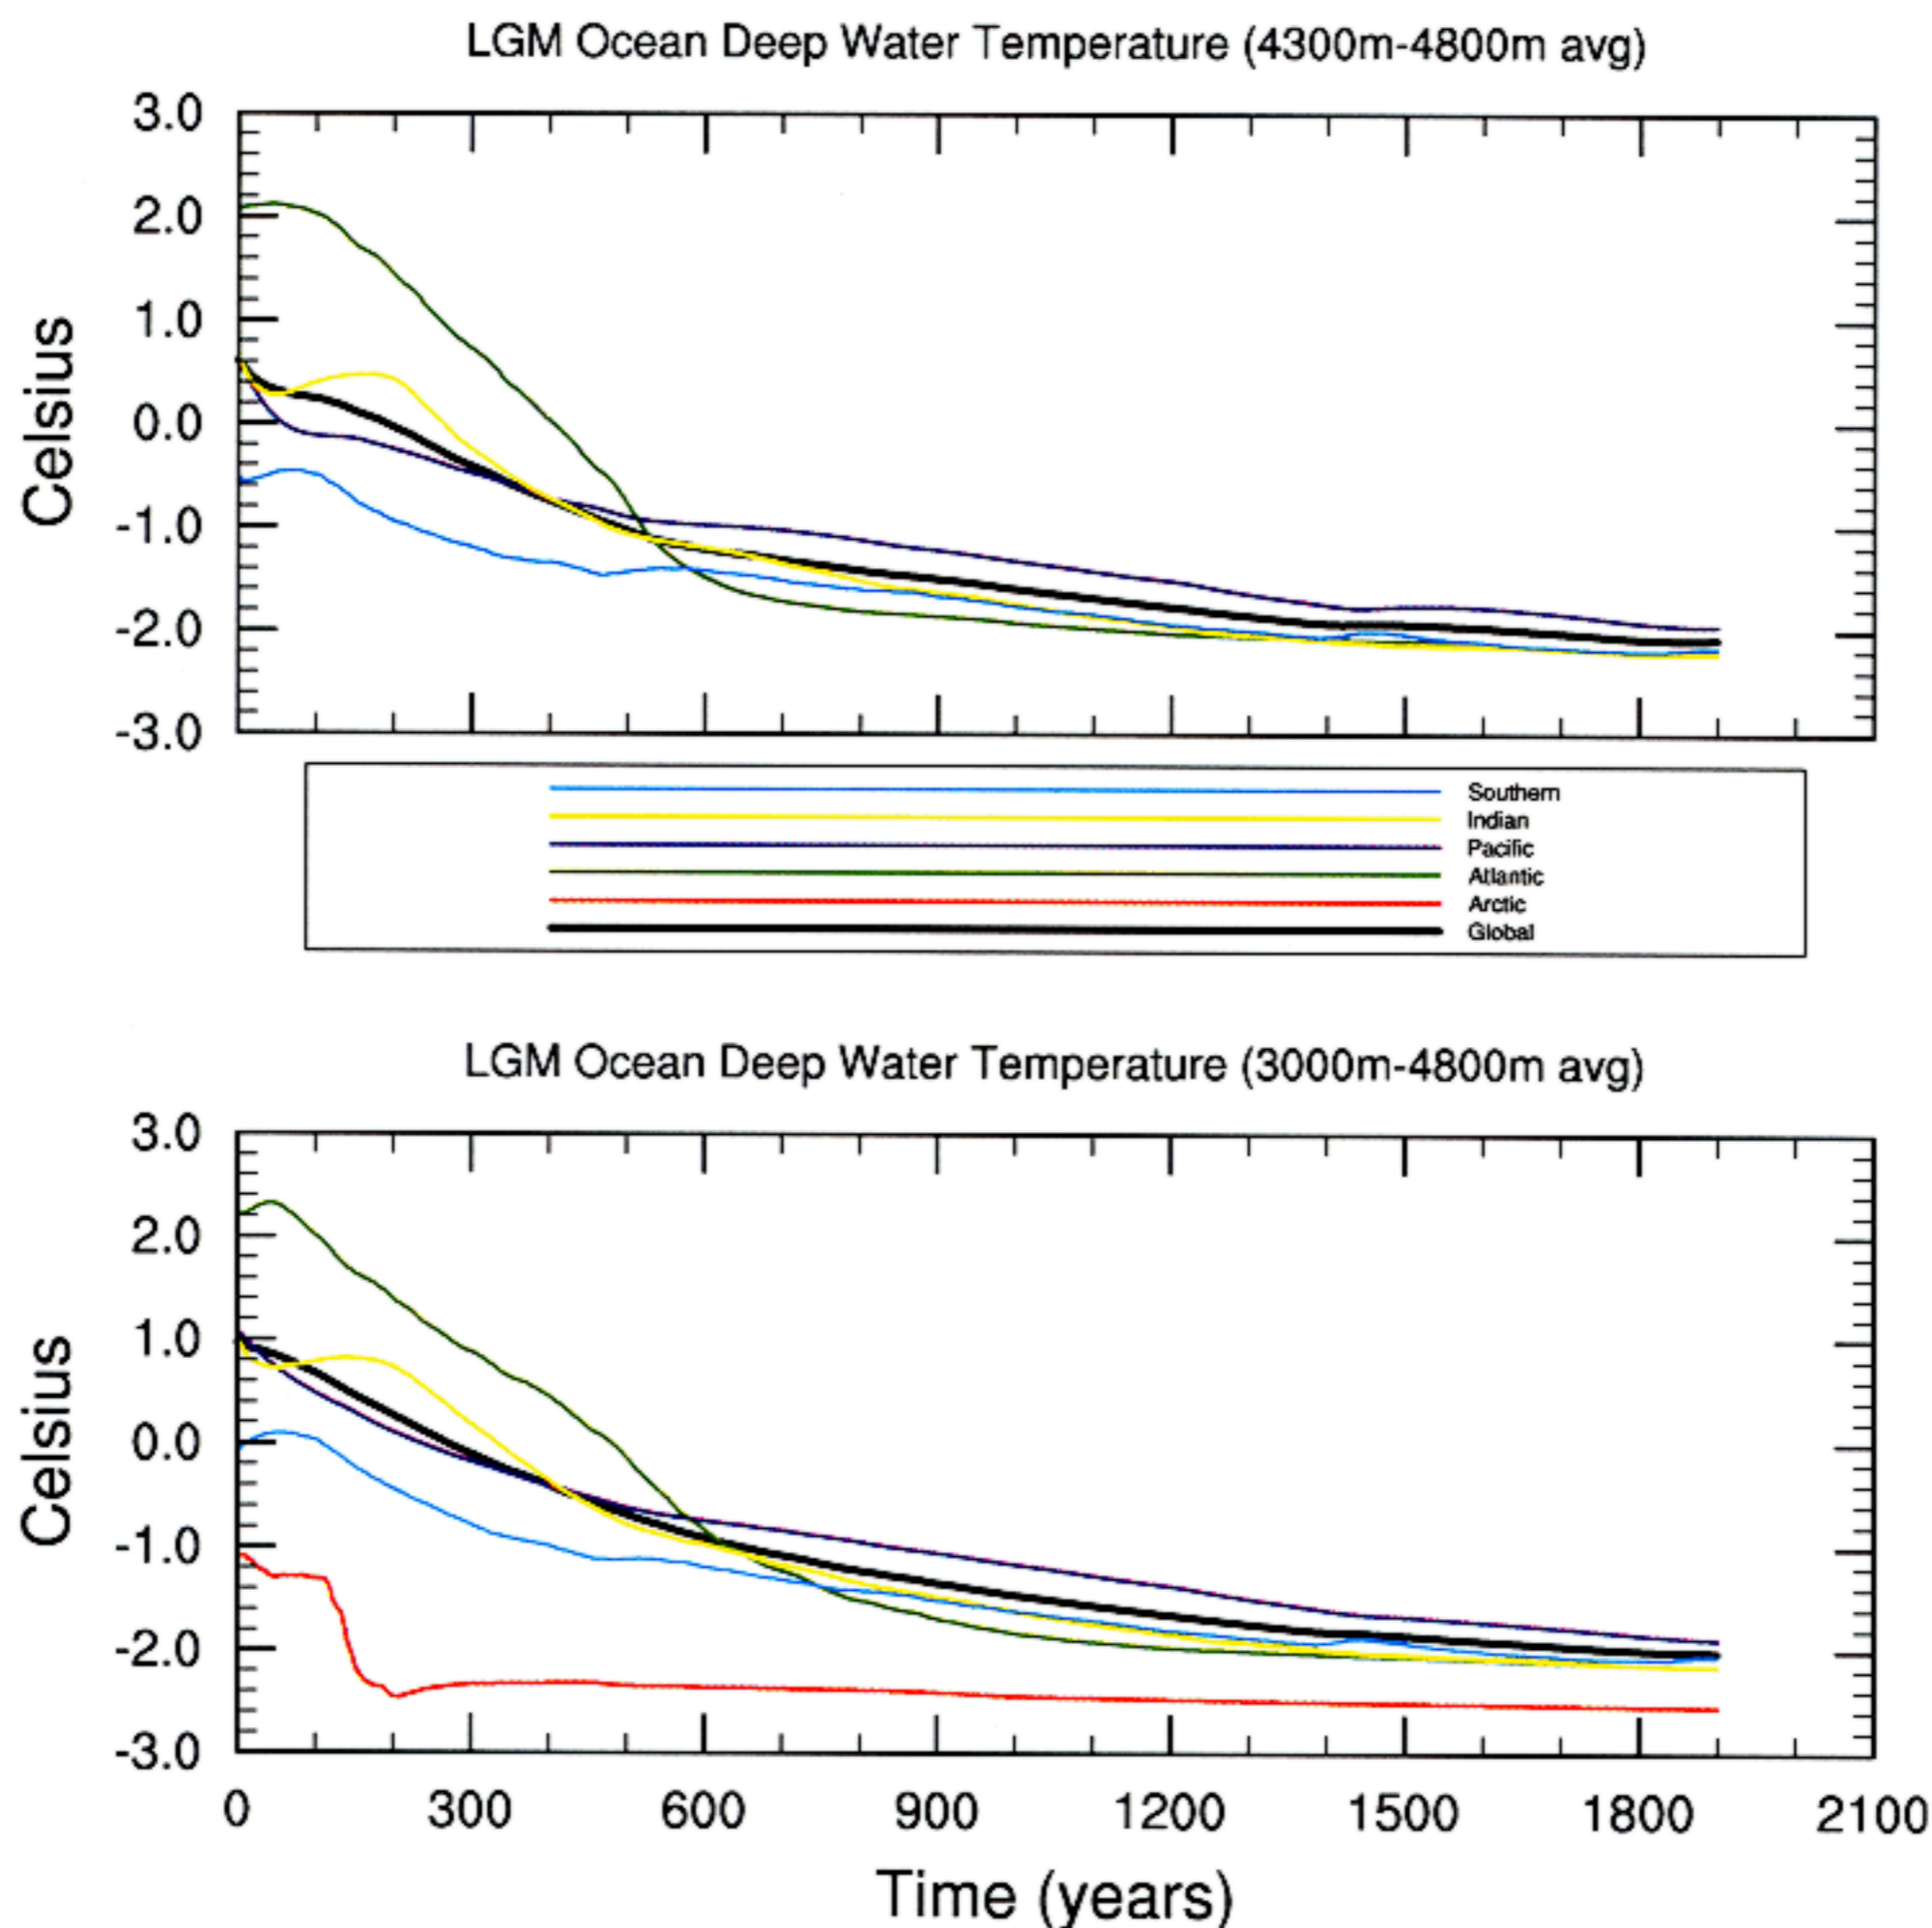 LGM Ocean Deep Water Temperature (4300m-4800m avg)
3.0
2.0
1.0
0.0
-1.0
-2.0
-3.0
Celsius
Southern
Indian
Pacific
Atlantic
Arctic
Global
LGM Ocean Deep Water Temperature (3000m-4800m avg)
3.0
2.0
1.0
0.0
-1.0
-2.0
-3.0
Celsius
0 300 600 900 1200 1500 1800 2100
Time (years)